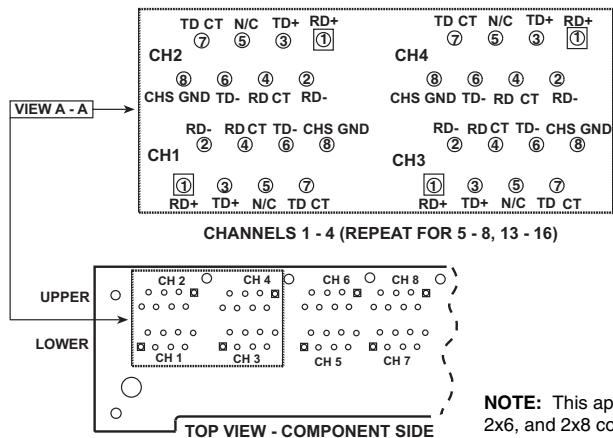 TD CT N/C TD+ RD+ TD CT N/C TD+ RD+
7 5 3 1 7 5 3 1
CH2 CH4
8 6 4 2 8 6 4 2
CHS GND TD- RD CT RD- CHS GND TD- RD CT RD-
VIEW A - A
RD- RD CT TD- CHS GND RD- RD CT TD- CHS GND
2 4 6 8 2 4 6 8
CH1 CH3
1 3 5 7 1 3 5 7
RD+ TD+ N/C TD CT RD+ TD+ N/C TD CT
CHANNELS 1 - 4 (REPEAT FOR 5 - 8, 13 - 16)
CH 2 CH 4 CH 6 CH 8
UPPER
LOWER
CH 1 CH 3 CH 5 CH 7
TOP VIEW - COMPONENT SIDE
NOTE: This ap
2x6, and 2x8 co